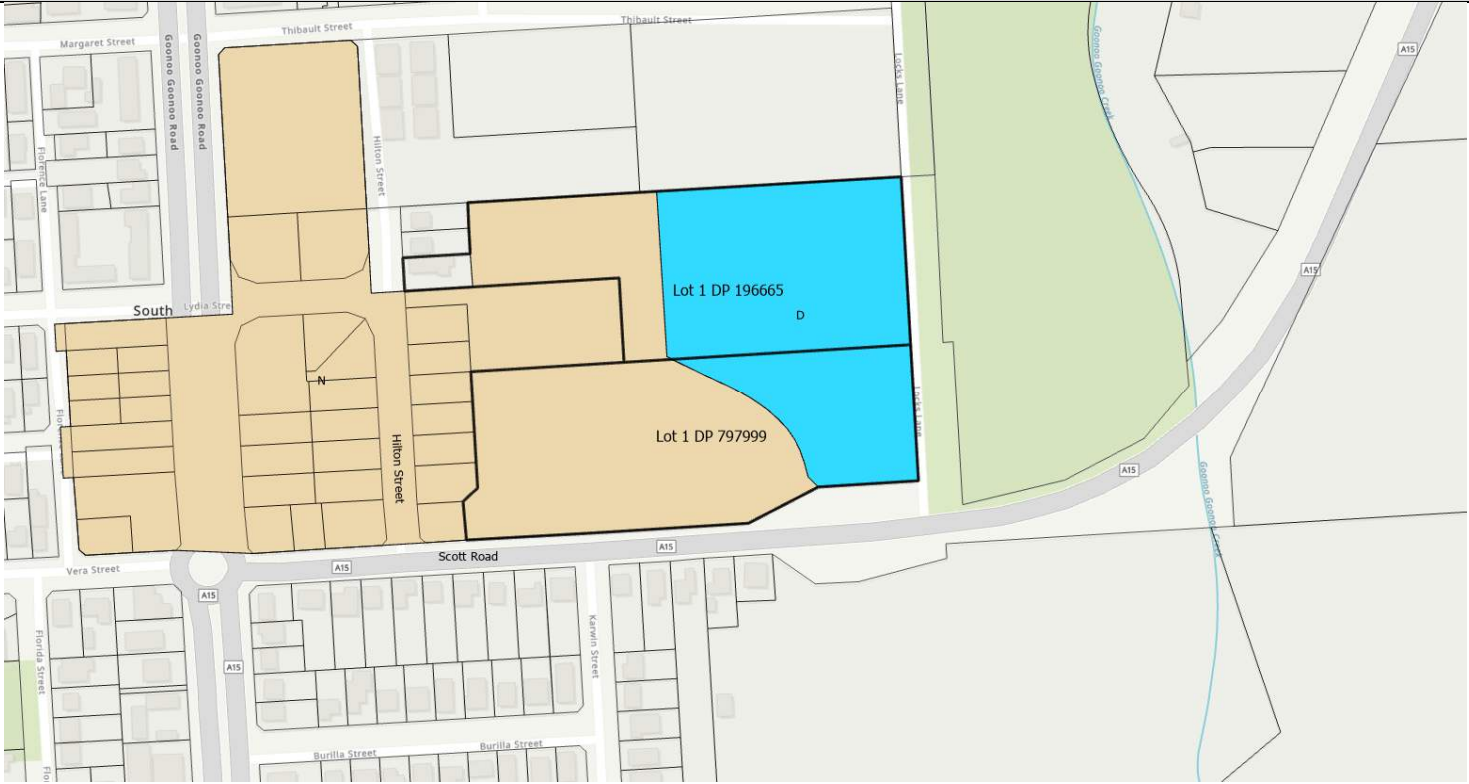 Thibault Street
Thibault Street
Margaret Street
Goonoo Goonoo Road
Goonoo Goonoo Road
A15
Locks Lane
Goonoo Goonoo Creek
Florence Lane
Hilton Street
A15
Lot 1 DP 196665
South
Lydia Stre
D
N
Locks Lane
Flo
Lot 1 DP 797999
Hilton Street
A15
Goonoo Goonoo Creek
A15
Scott Road
A15
Vera Street
A15
Karwin Street
Florida Street
A15
Burilla Street
Burilla Street
Flo